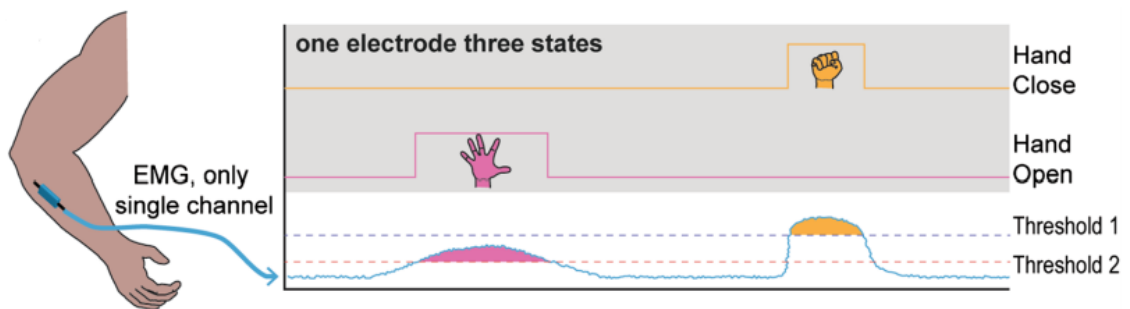 one electrode three states
Hand
Close
Hand
Open
EMG, only
single channel
Threshold 1
Threshold 2